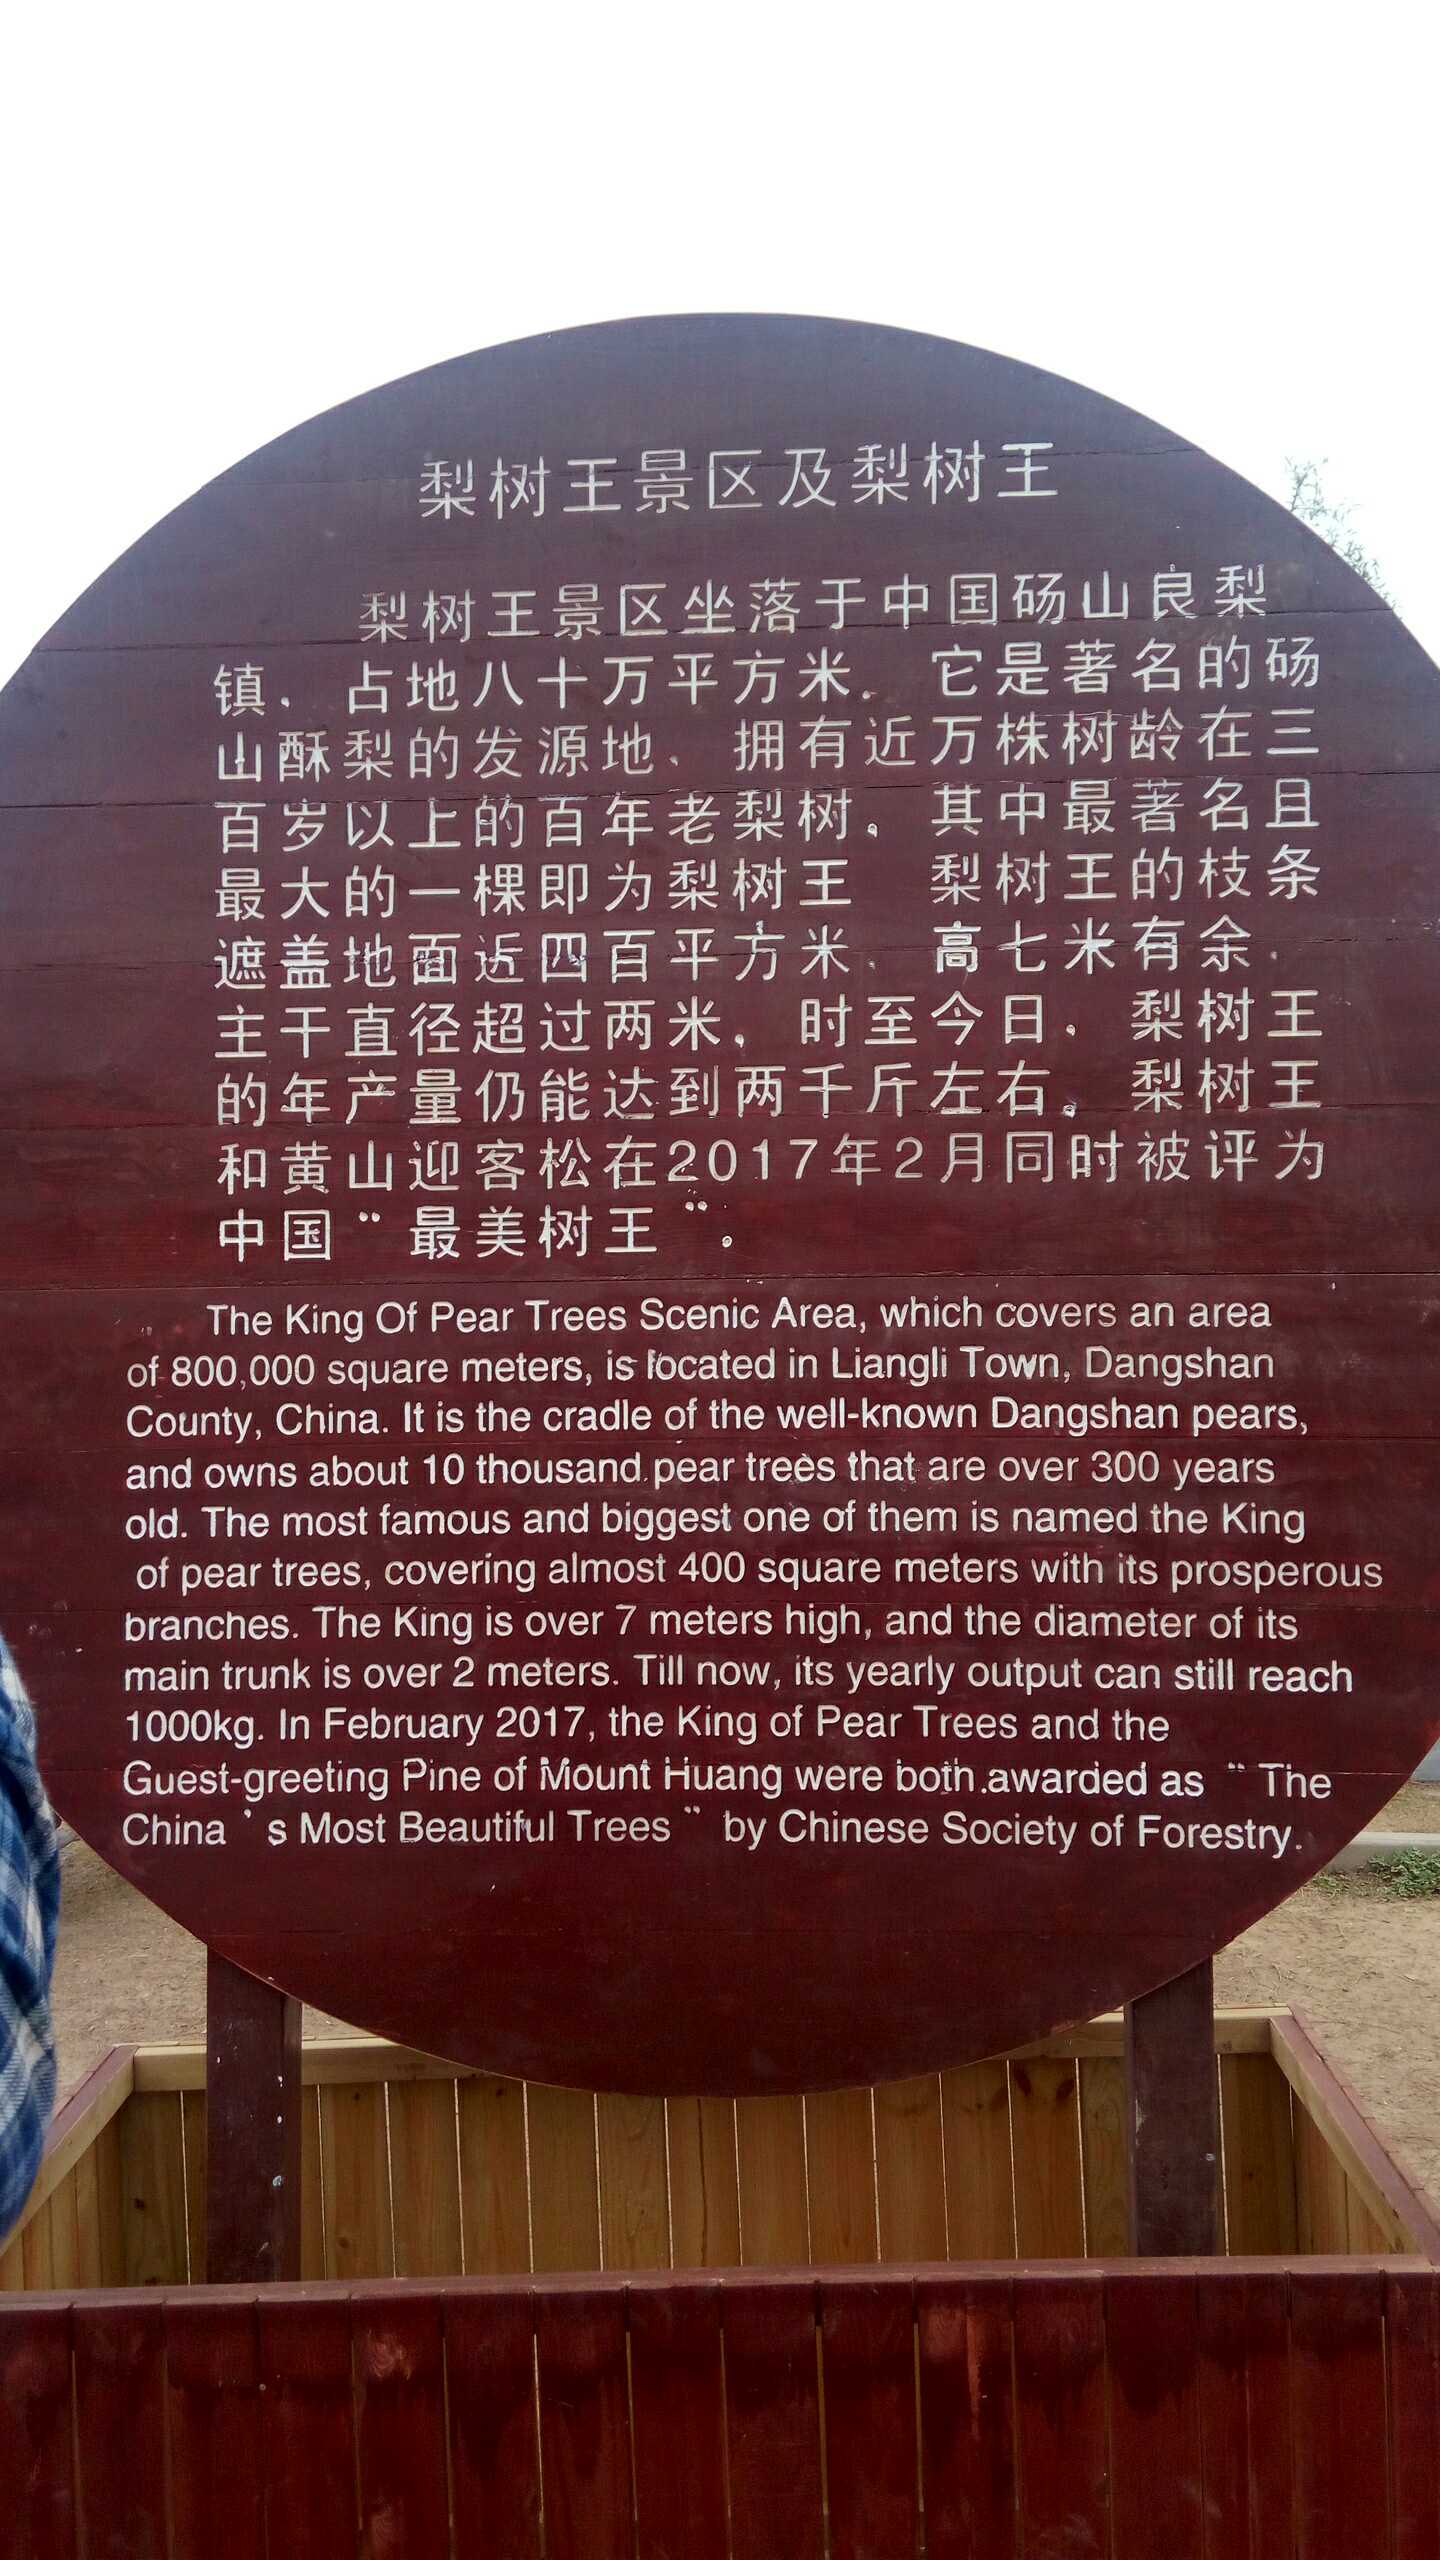 梨树王景区及梨树王
梨树王景区坐落于中国砀山良梨
镇．占地八十万平方米．它是著名的砀
山酥梨的发源地．拥有近万株树龄在三
百岁以上的百年老梨树。其中最著名且
最大的一棵即为梨树王 梨树王的枝条
遮盖地面近四百平方米．高七米有余．
主干直径超过两米，时至今日．梨树王
的年产量仍能达到两千斤左右。梨树王
和黄山迎客松在2017年2月同时被评为
中国“最美树王”。
The King Of Pear Trees Scenic Area, which covers an area
of 800,000 square meters, is located in Liangli Town, Dangshan
County, China. It is the cradle of the well-known Dangshan pears,
and owns about 10 thousand pear trees that are over 300 years
old. The most famous and biggest one of them is named the King
of pear trees, covering almost 400 square meters with its prosperous
branches. The King is over 7 meters high, and the diameter of its
main trunk is over 2 meters. Till now, its yearly output can still reach
1000kg. In February 2017, the King of Pear Trees and the
Guest-greeting Pine of Mount Huang were both awarded as “The
China's Most Beautiful Trees” by Chinese Society of Forestry.